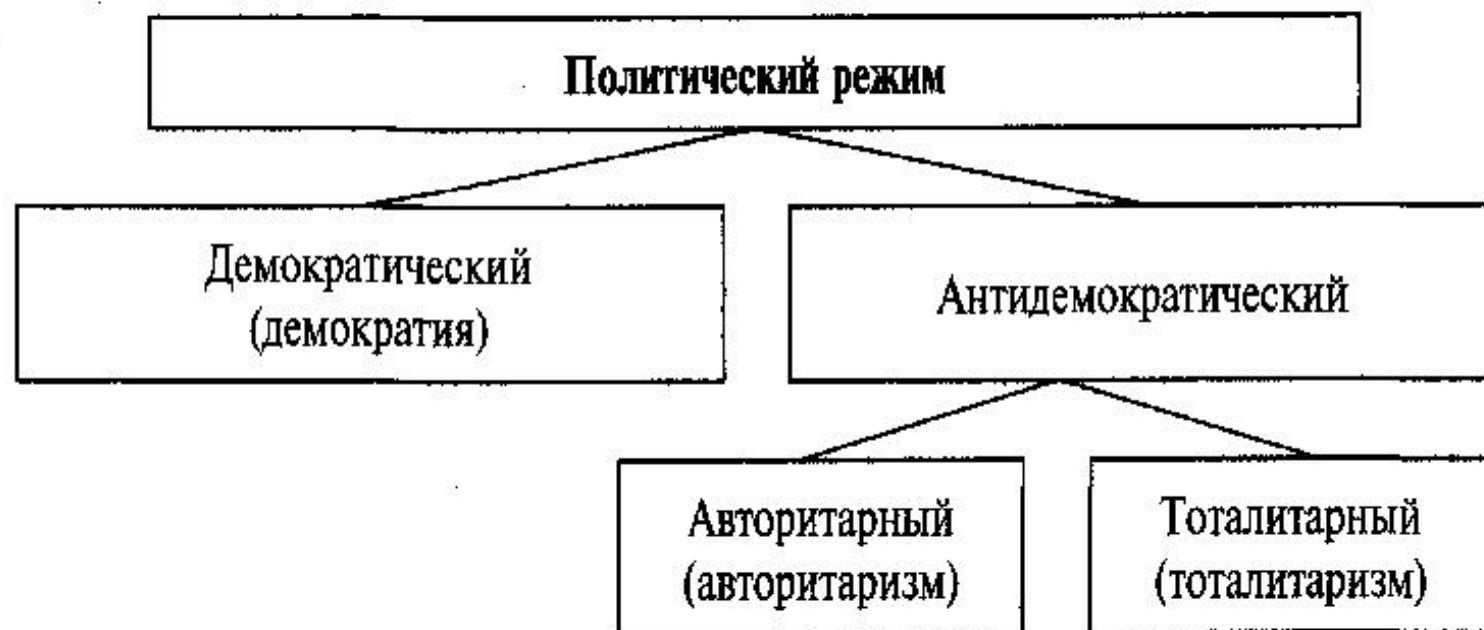 Политический режим
Демократический
(демократия)
Антидемократический
Авторитарный
(авторитаризм)
Тоталитарный
(тоталитаризм)